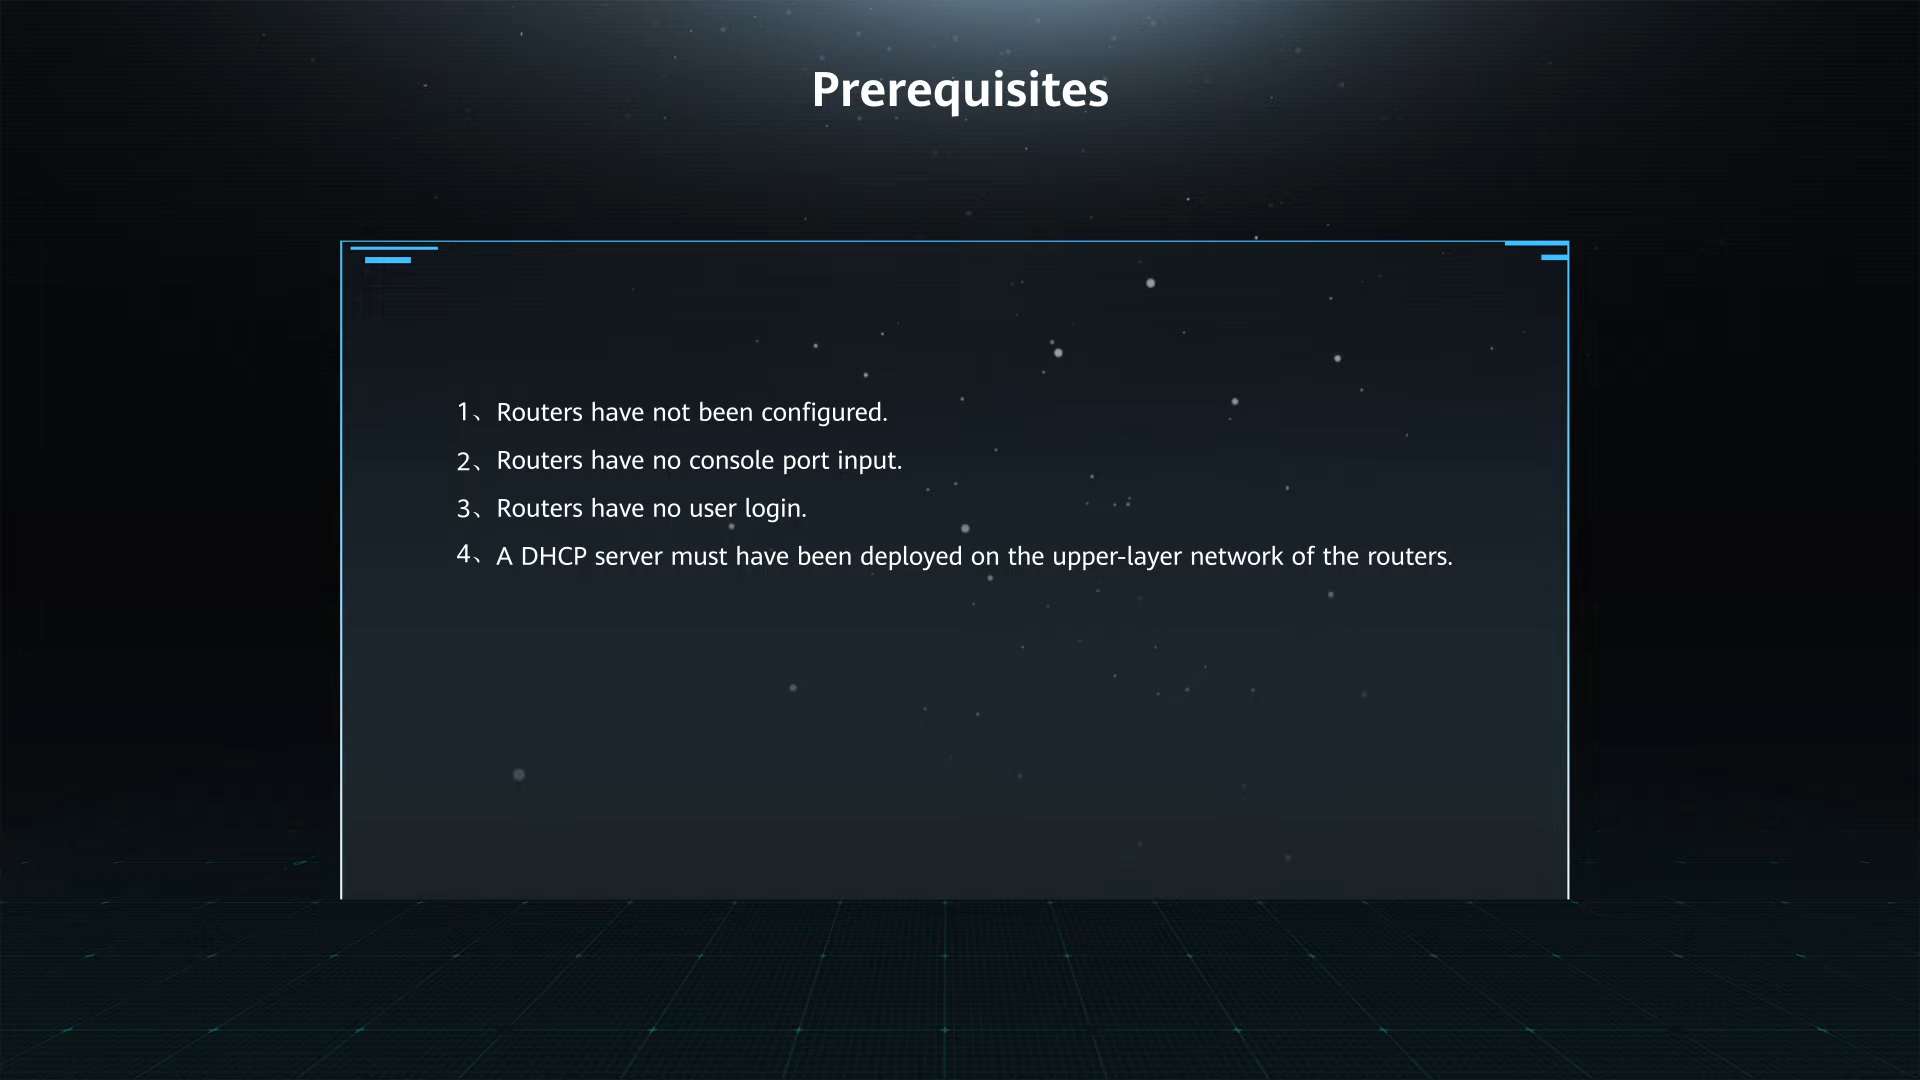 Prerequisites
1、Routers have not been configured.
2、Routers have no console port input.
3、Routers have no user login.
4、A DHCP server must have been deployed on the upper-layer network of the routers.